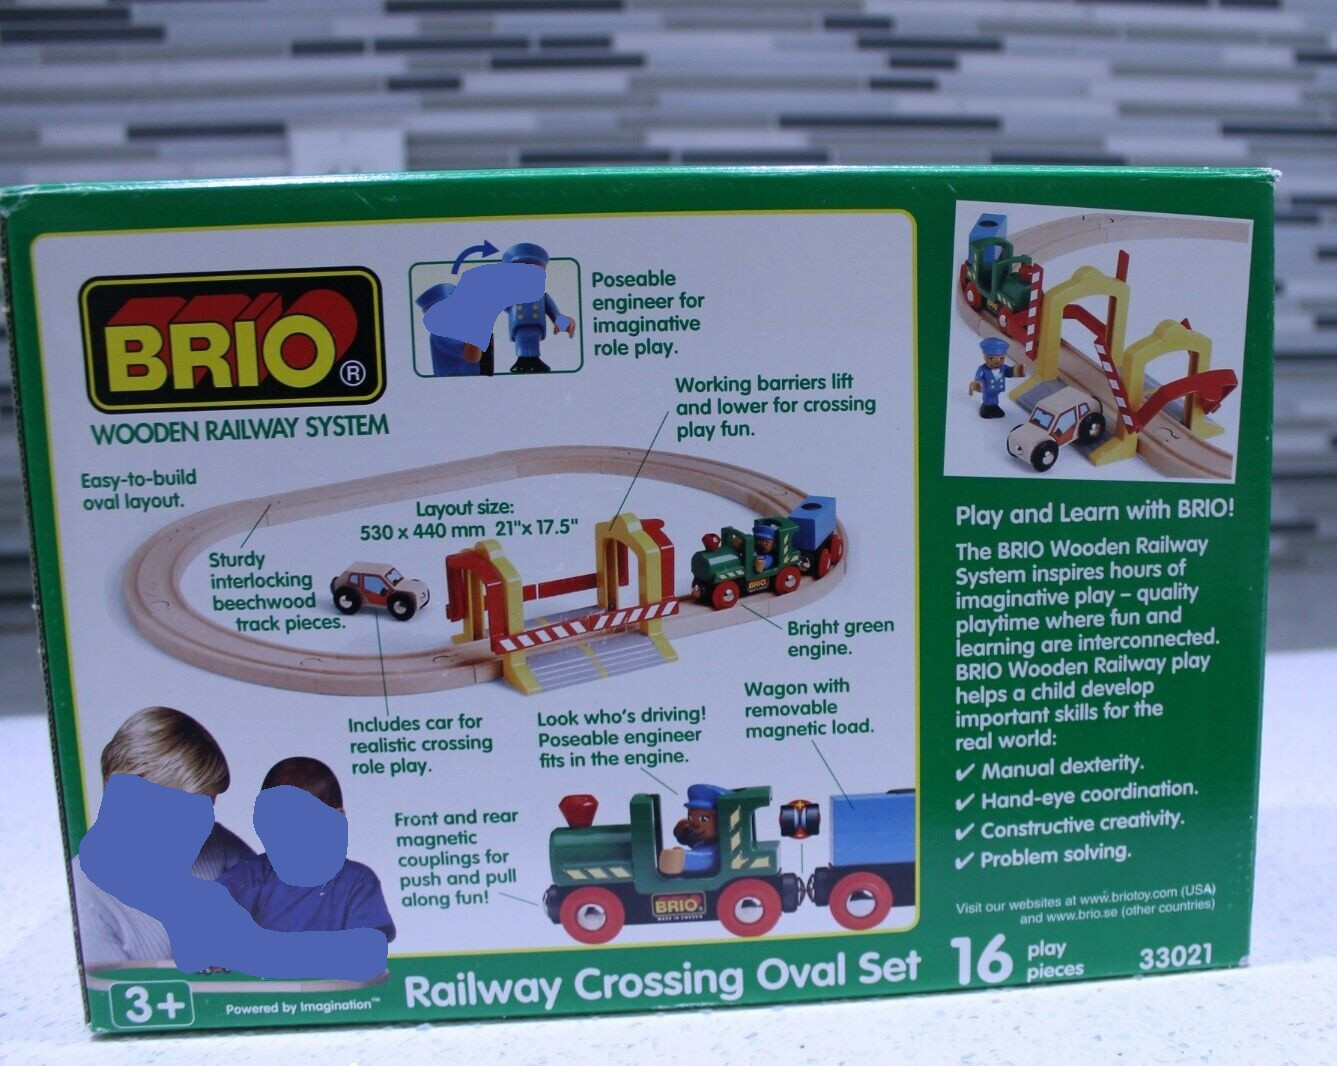 BRIO®
WOODEN RAILWAY SYSTEM
Poseable
engineer for
imaginative
role play.
Working barriers lift
and lower for crossing
play fun.
Easy-to-build
oval layout.
Layout size:
530 x 440 mm 21"x 17.5"
Sturdy
interlocking
beechwood
track pieces.
BRIO
Bright green
engine.
Includes car for
realistic crossing
role play.
Look who's driving!
Poseable engineer
fits in the engine.
Wagon with
removable
magnetic load.
Front and rear
magnetic
couplings for
push and pull
along fun!
BRIO.
MADE IN SWEDEN
3+
Powered by Imagination™
Railway Crossing Oval Set
16 play
pieces
33021
Play and Learn with BRIO!
The BRIO Wooden Railway
System inspires hours of
imaginative play – quality
playtime where fun and
learning are interconnected.
BRIO Wooden Railway play
helps a child develop
important skills for the
real world:
✔ Manual dexterity.
✔ Hand-eye coordination.
✔ Constructive creativity.
✔ Problem solving.
Visit our websites at www.briotoy.com (USA)
and www.brio.se (other countries)